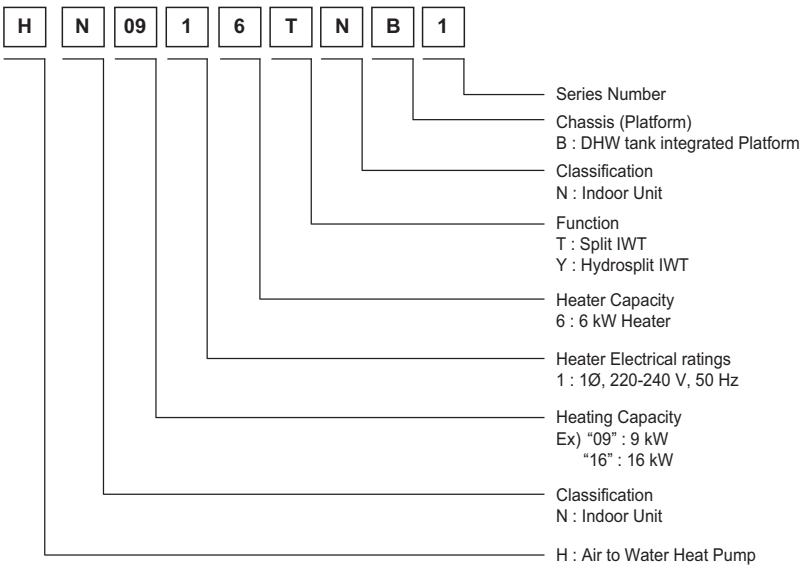 H N 09 1 6 T N B 1
Series Number
Chassis (Platform)
B : DHW tank integrated Platform
Classification
N : Indoor Unit
Function
T : Split IWT
Y : Hydrosplit IWT
Heater Capacity
6 : 6 kW Heater
Heater Electrical ratings
1 : 1Ø, 220-240 V, 50 Hz
Heating Capacity
Ex) “09” : 9 kW
“16” : 16 kW
Classification
N : Indoor Unit
H : Air to Water Heat Pump